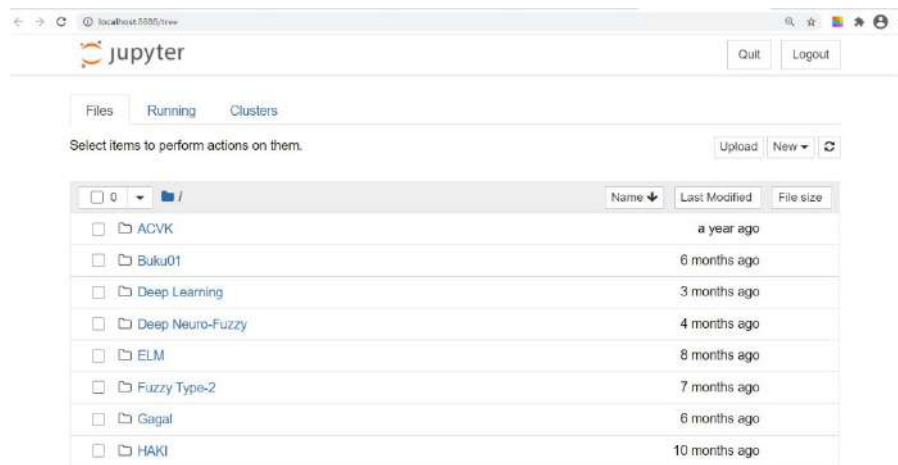 localhost:8885/tree
jupyter
Quit
Logout
Files
Running
Clusters
Select items to perform actions on them.
Upload
New
0
/
Name
Last Modified
File size
ACVK
a year ago
Buku01
6 months ago
Deep Learning
3 months ago
Deep Neuro-Fuzzy
4 months ago
ELM
8 months ago
Fuzzy Type-2
7 months ago
Gagal
6 months ago
HAKI
10 months ago